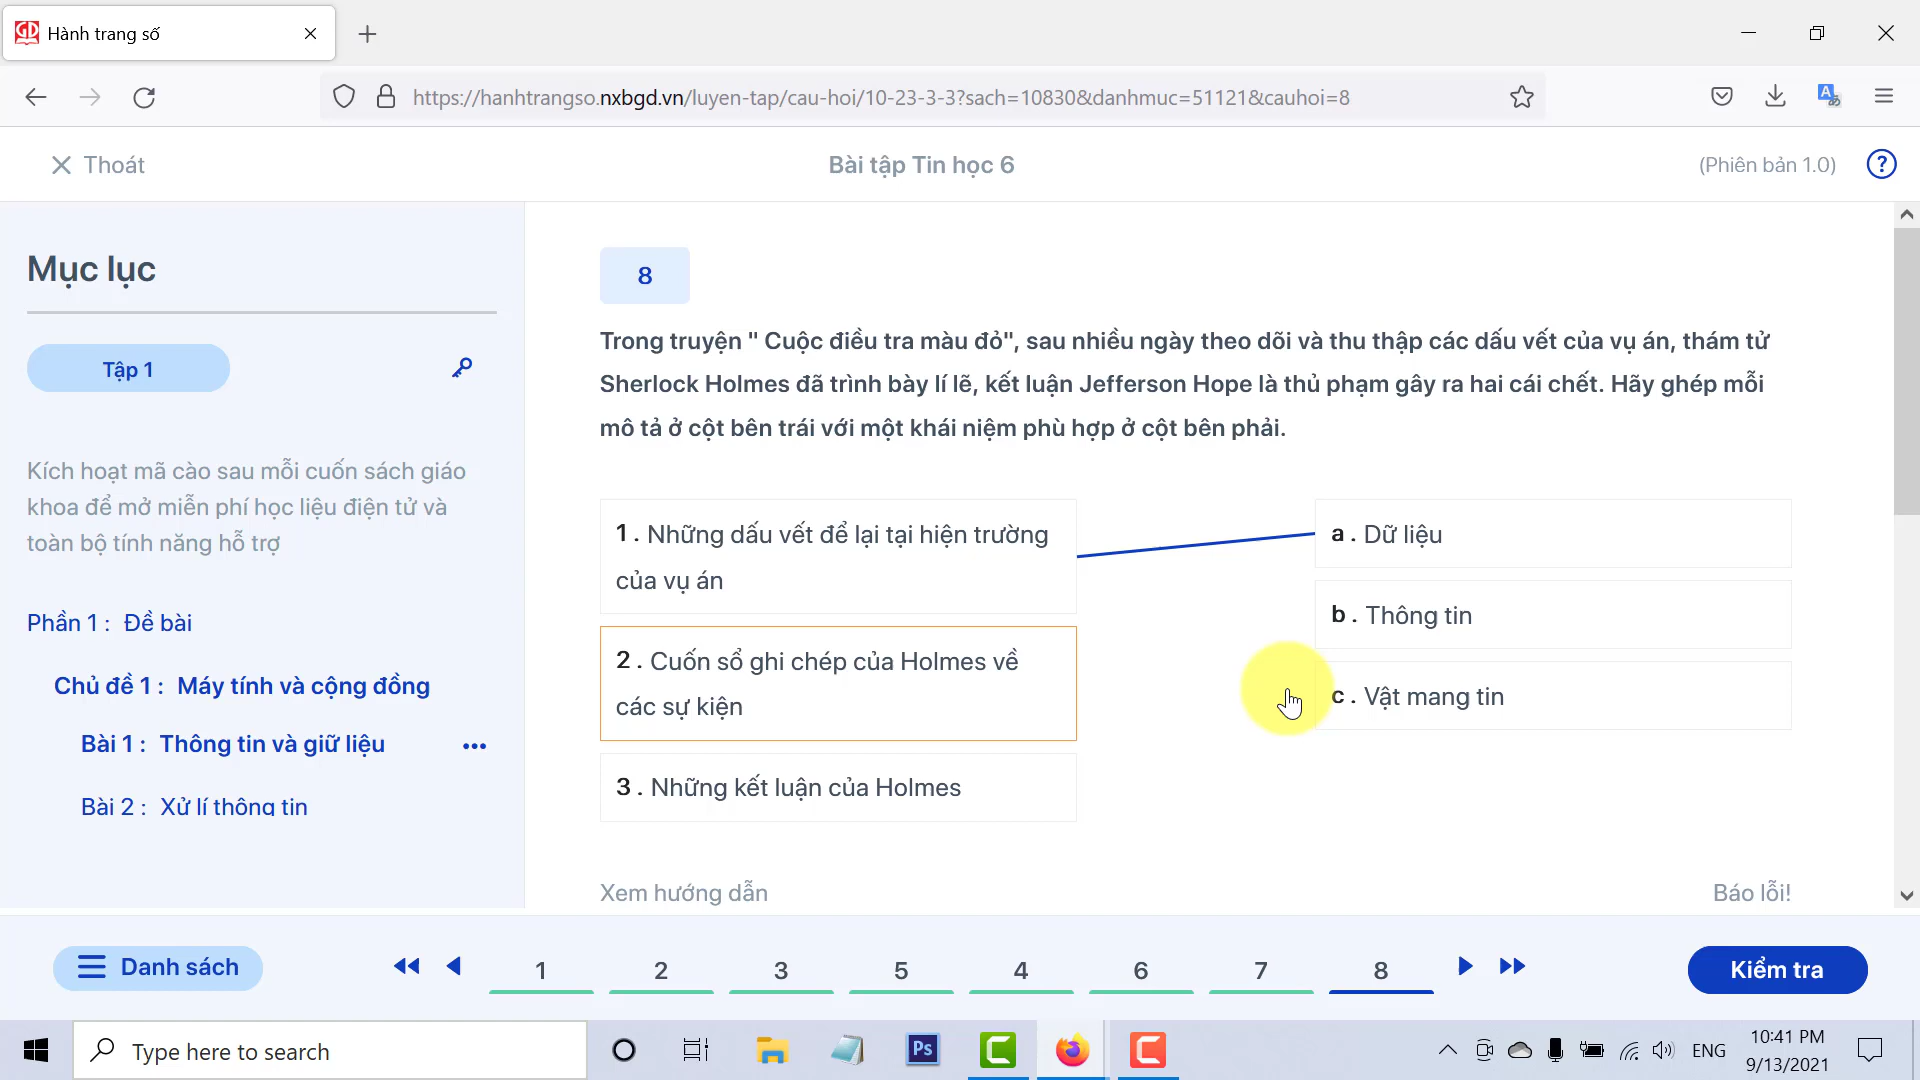 Hành trang số
https://hanhtrangso.nxbgd.vn/luyen-tap/cau-hoi/10-23-3-3?sach=10830&danhmuc=51121&cauhoi=8
Thoát
Bài tập Tin học 6
(Phiên bản 1.0)
?
Mục lục
Tập 1
Kích hoạt mã cào sau mỗi cuốn sách giáo
khoa để mở miễn phí học liệu điện tử và
toàn bộ tính năng hỗ trợ
Phần 1 : Đề bài
Chủ đề 1 : Máy tính và cộng đồng
Bài 1 : Thông tin và giữ liệu
Bài 2 : Xử lí thông tin
8
Trong truyện " Cuộc điều tra màu đỏ", sau nhiều ngày theo dõi và thu thập các dấu vết của vụ án, thám tử
Sherlock Holmes đã trình bày lí lẽ, kết luận Jefferson Hope là thủ phạm gây ra hai cái chết. Hãy ghép mỗi
mô tả ở cột bên trái với một khái niệm phù hợp ở cột bên phải.
1 . Những dấu vết để lại tại hiện trường
của vụ án
2 . Cuốn sổ ghi chép của Holmes về
các sự kiện
3 . Những kết luận của Holmes
a . Dữ liệu
b . Thông tin
c . Vật mang tin
Xem hướng dẫn
Báo lỗi!
Danh sách
1 2 3 5 4 6 7 8
Kiểm tra
Type here to search
Ps
ENG
10:41 PM
9/13/2021